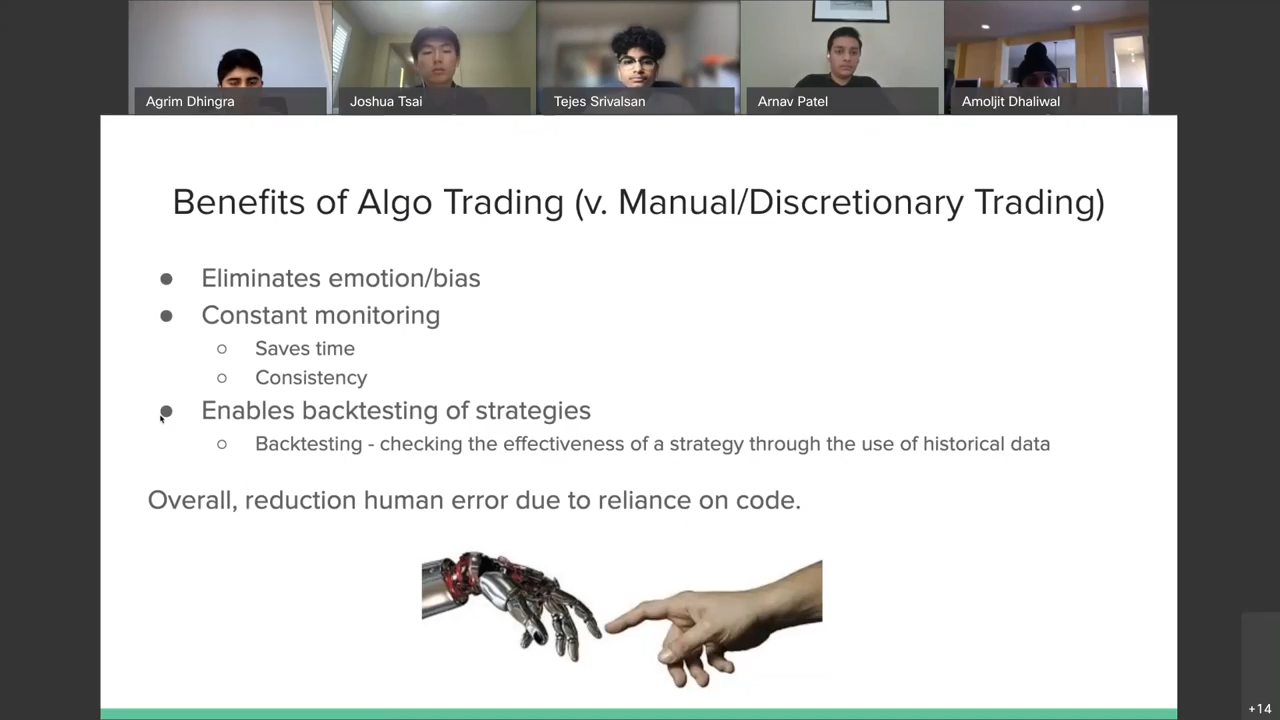 Agrim Dhingra
Joshua Tsai
Tejes Srivalsan
Arnav Patel
Amoljit Dhaliwal
Benefits of Algo Trading (v. Manual/Discretionary Trading)
● Eliminates emotion/bias
● Constant monitoring
○ Saves time
○ Consistency
● Enables backtesting of strategies
○ Backtesting - checking the effectiveness of a strategy through the use of historical data
Overall, reduction human error due to reliance on code.
+14